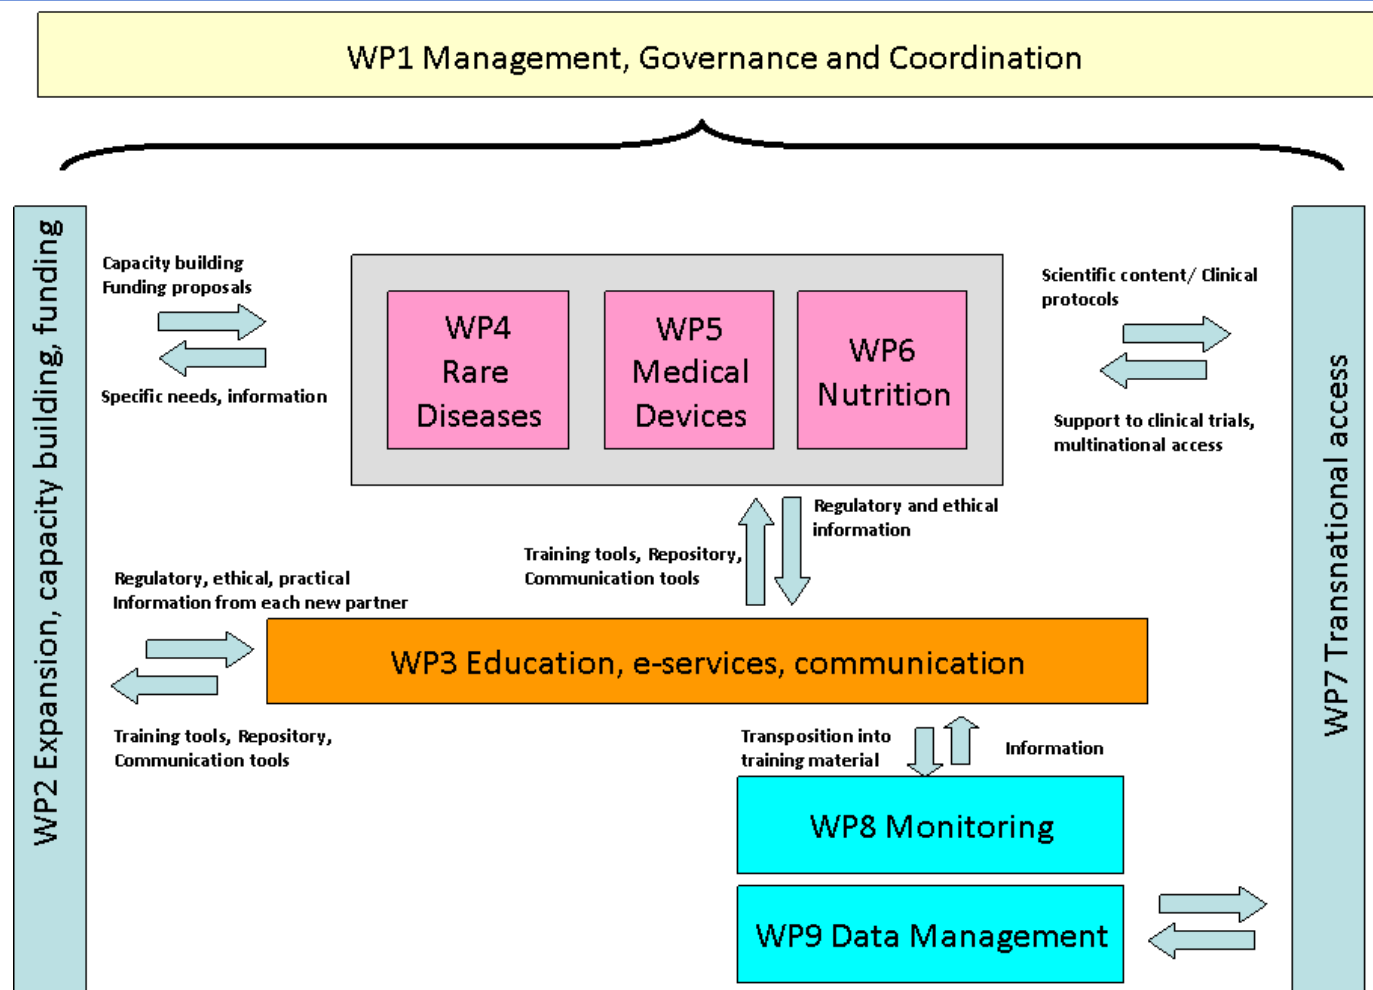 WP1 Management, Governance and Coordination
WP2 Expansion, capacity building, funding
Capacity building
Funding proposals
Specific needs, information
WP4
Rare
Diseases
WP5
Medical
Devices
WP6
Nutrition
Scientific content/ Clinical
protocols
Support to clinical trials,
multinational access
WP7 Transnational access
Regulatory and ethical
information
Training tools, Repository,
Communication tools
Regulatory, ethical, practical
Information from each new partner
WP3 Education, e-services, communication
Training tools, Repository,
Communication tools
Transposition into
training material
Information
WP8 Monitoring
WP9 Data Management